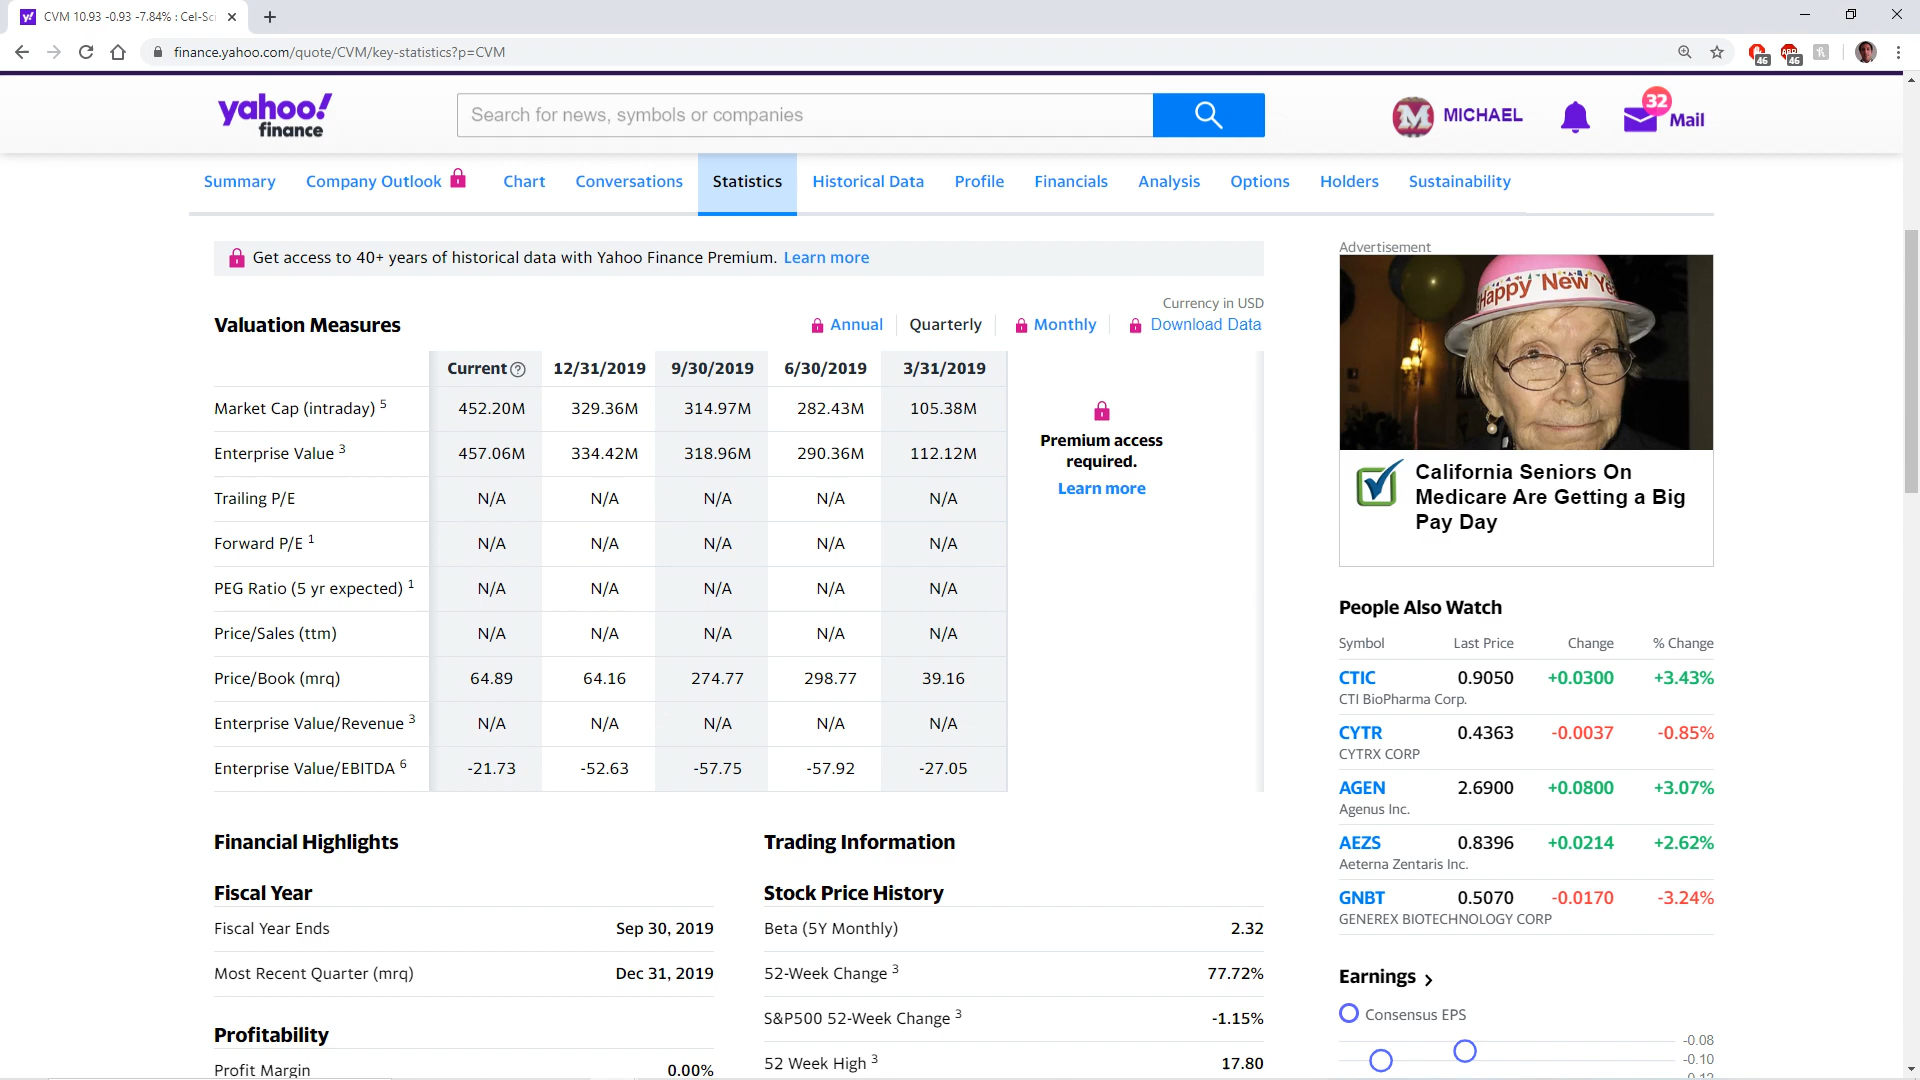 CVM 10.93 -0.93 -7.84% : Cel-Sci
finance.yahoo.com/quote/CVM/key-statistics?p=CVM
46 ABP 46
yahoo!
finance
Search for news, symbols or companies
M MICHAEL
32
Mail
Summary Company Outlook Chart Conversations Statistics Historical Data Profile Financials Analysis Options Holders Sustainability
Get access to 40+ years of historical data with Yahoo Finance Premium. Learn more
Currency in USD
Valuation Measures Annual Quarterly Monthly Download Data
Current 12/31/2019 9/30/2019 6/30/2019 3/31/2019
Market Cap (intraday) 5 452.20M 329.36M 314.97M 282.43M 105.38M
Enterprise Value 3 457.06M 334.42M 318.96M 290.36M 112.12M
Trailing P/E N/A N/A N/A N/A N/A
Forward P/E 1 N/A N/A N/A N/A N/A
PEG Ratio (5 yr expected) 1 N/A N/A N/A N/A N/A
Price/Sales (ttm) N/A N/A N/A N/A N/A
Price/Book (mrq) 64.89 64.16 274.77 298.77 39.16
Enterprise Value/Revenue 3 N/A N/A N/A N/A N/A
Enterprise Value/EBITDA 6 -21.73 -52.63 -57.75 -57.92 -27.05
Premium access
required.
Learn more
Financial Highlights
Fiscal Year
Fiscal Year Ends Sep 30, 2019
Most Recent Quarter (mrq) Dec 31, 2019
Profitability
Profit Margin 0.00%
Trading Information
Stock Price History
Beta (5Y Monthly) 2.32
52-Week Change 3 77.72%
S&P500 52-Week Change 3 -1.15%
52 Week High 3 17.80
Advertisement
Happy New Ye
California Seniors On
Medicare Are Getting a Big
Pay Day
People Also Watch
Symbol Last Price Change % Change
CTIC 0.9050 +0.0300 +3.43%
CTI BioPharma Corp.
CYTR 0.4363 -0.0037 -0.85%
CYTRX CORP
AGEN 2.6900 +0.0800 +3.07%
Agenus Inc.
AEZS 0.8396 +0.0214 +2.62%
Aeterna Zentaris Inc.
GNBT 0.5070 -0.0170 -3.24%
GENEREX BIOTECHNOLOGY CORP
Earnings
Consensus EPS
-0.08
-0.10
-0.12